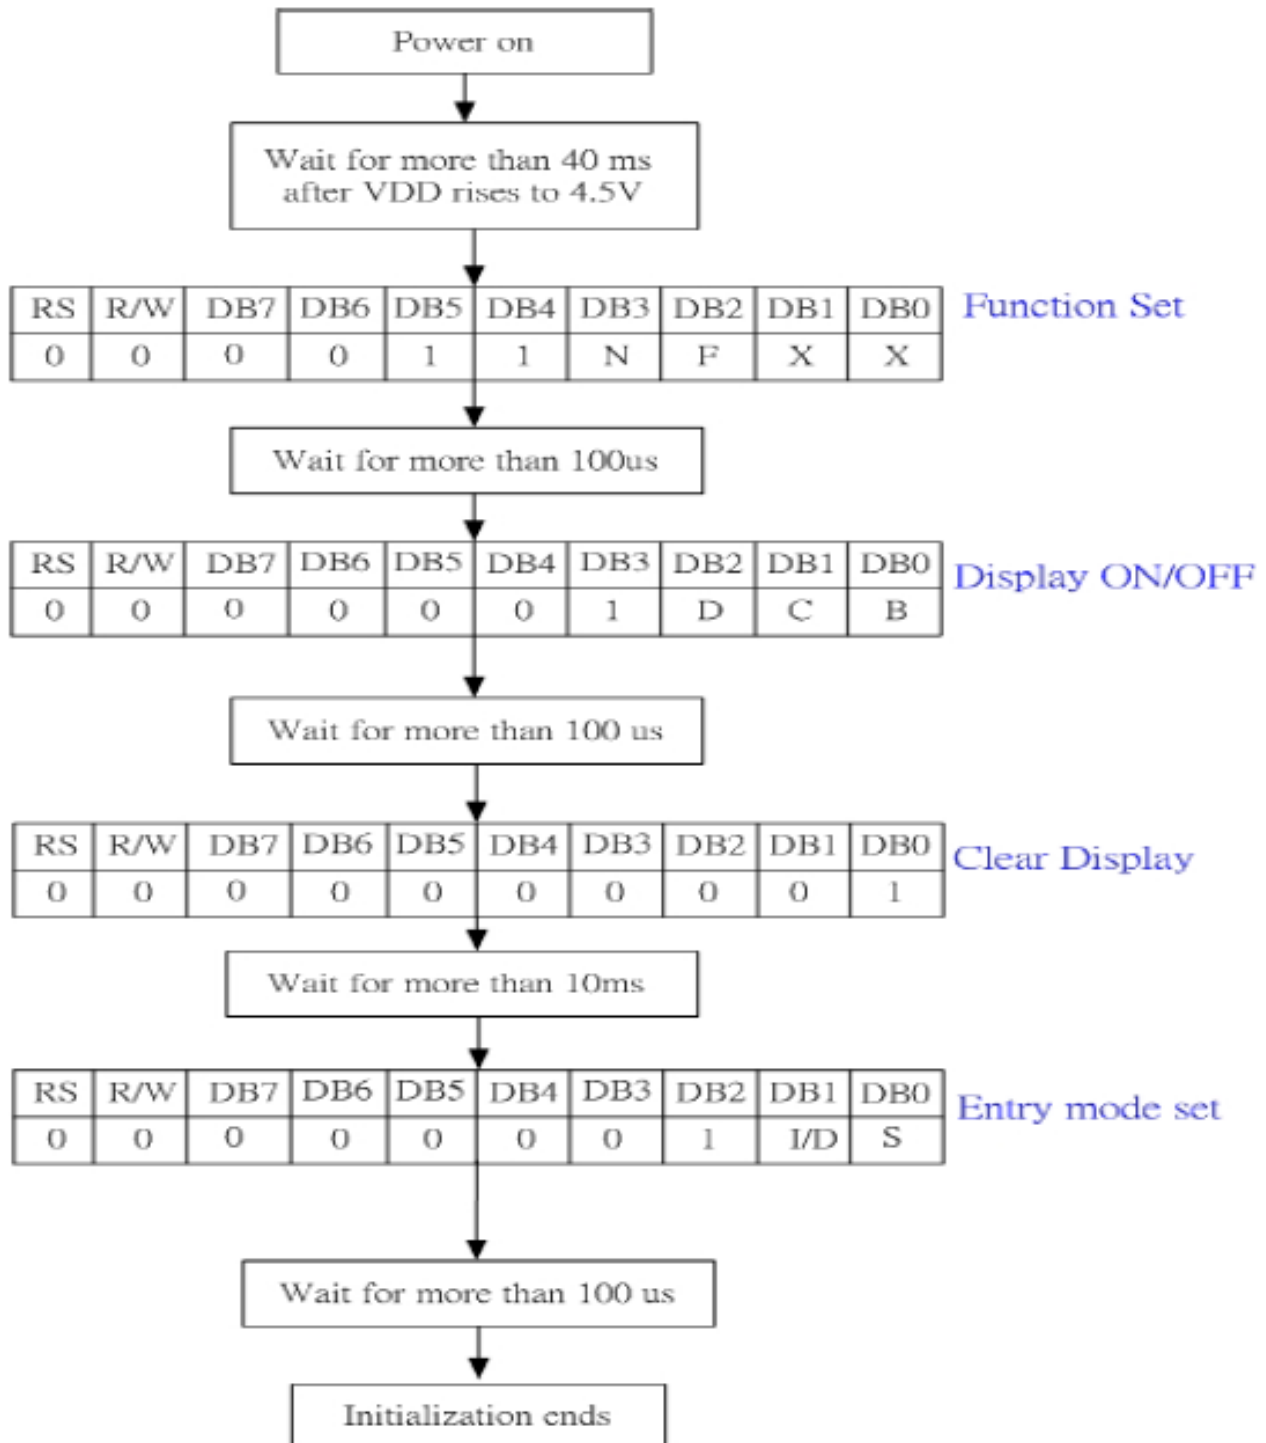 Power on
Wait for more than 40 ms
after VDD rises to 4.5V
RS R/W DB7 DB6 DB5 DB4 DB3 DB2 DB1 DB0 Function Set
0 0 0 0 1 1 N F X X
Wait for more than 100us
RS R/W DB7 DB6 DB5 DB4 DB3 DB2 DB1 DB0 Display ON/OFF
0 0 0 0 0 0 1 D C B
Wait for more than 100 us
RS R/W DB7 DB6 DB5 DB4 DB3 DB2 DB1 DB0 Clear Display
0 0 0 0 0 0 0 0 0 1
Wait for more than 10ms
RS R/W DB7 DB6 DB5 DB4 DB3 DB2 DB1 DB0 Entry mode set
0 0 0 0 0 0 0 1 I/D S
Wait for more than 100 us
Initialization ends